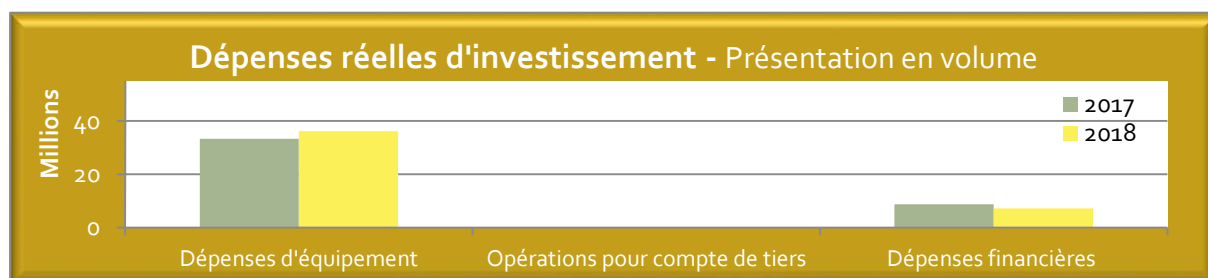 Dépenses réelles d'investissement - Présentation en volume
Millions
40
20
0
2017
2018
Dépenses d'équipement
Opérations pour compte de tiers
Dépenses financières